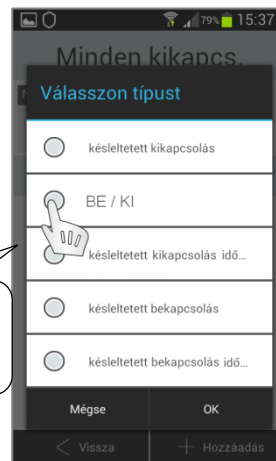 79% 15:37
Minden kikapcs.
Válasszon típust
késleltetett kikapcsolás
BE / KI
késleltetett kikapcsolás idő...
késleltetett bekapcsolás
késleltetett bekapcsolás idő...
Mégse OK
< Vissza + Hozzáadás